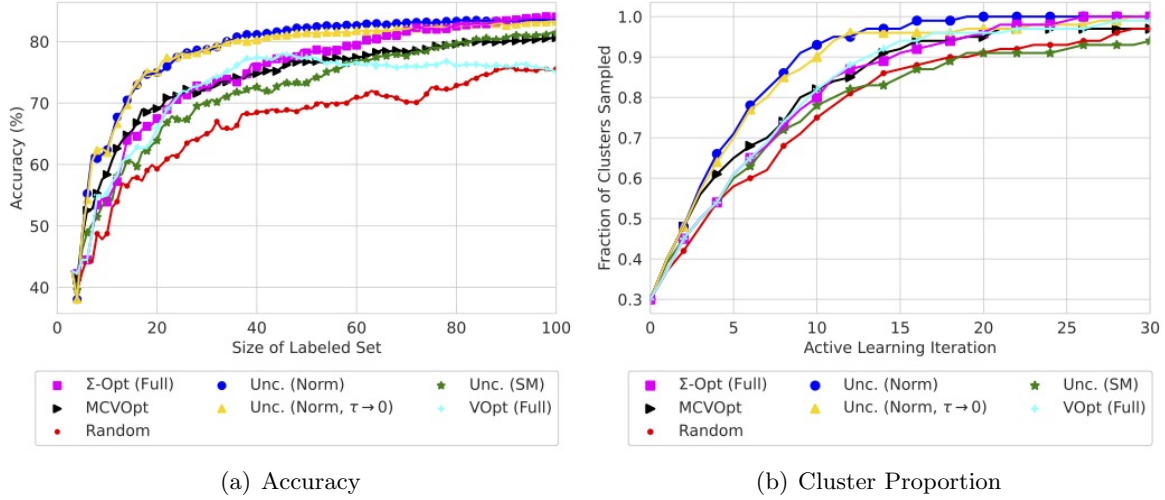 80
70
60
50
40
Accuracy (%)
0 20 40 60 80 100
Size of Labeled Set
Σ-Opt (Full) Unc. (Norm) Unc. (SM)
MCVOpt Unc. (Norm, τ→0) VOpt (Full)
Random
(a) Accuracy
1.0
0.9
0.8
0.7
0.6
0.5
0.4
0.3
Fraction of Clusters Sampled
0 5 10 15 20 25 30
Active Learning Iteration
Σ-Opt (Full) Unc. (Norm) Unc. (SM)
MCVOpt Unc. (Norm, τ→0) VOpt (Full)
Random
(b) Cluster Proportion